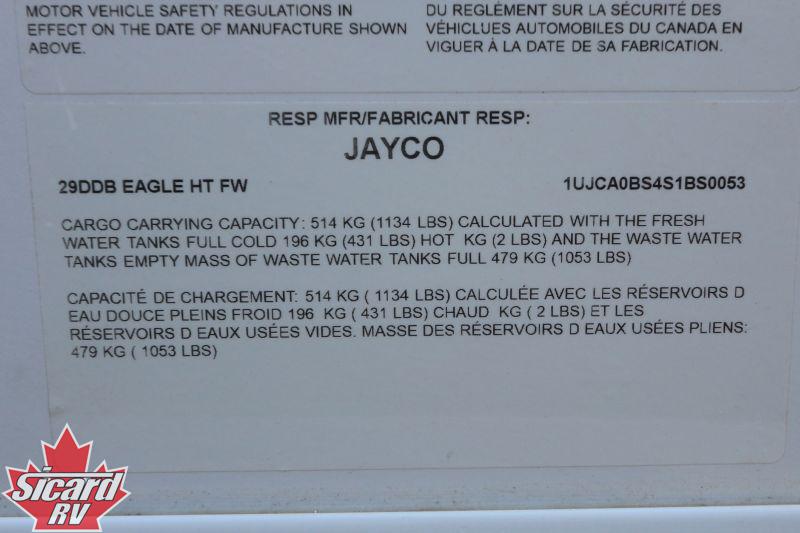 MOTOR VEHICLE SAFETY REGULATIONS IN
EFFECT ON THE DATE OF MANUFACTURE SHOWN
ABOVE.
DU REGLÉMENT SUR LA SÉCURITÉ DES
VÉHICLUES AUTOMOBILES DU CANADA EN
VIGUER À LA DATE DE SA FABRICATION.
RESP MFR/FABRICANT RESP:
JAYCO
29DDB EAGLE HT FW 1UJCA0BS4S1BS0053
CARGO CARRYING CAPACITY: 514 KG (1134 LBS) CALCULATED WITH THE FRESH
WATER TANKS FULL COLD 196 KG (431 LBS) HOT KG (2 LBS) AND THE WASTE WATER
TANKS EMPTY MASS OF WASTE WATER TANKS FULL 479 KG (1053 LBS)
CAPACITÉ DE CHARGEMENT: 514 KG ( 1134 LBS) CALCULÉE AVEC LES RÉSERVOIRS D
EAU DOUCE PLEINS FROID 196 KG ( 431 LBS) CHAUD KG ( 2 LBS) ET LES
RÉSERVOIRS D EAUX USÉES VIDES. MASSE DES RÉSERVOIRS D EAUX USÉES PLIENS:
479 KG ( 1053 LBS)
Sicard
RV